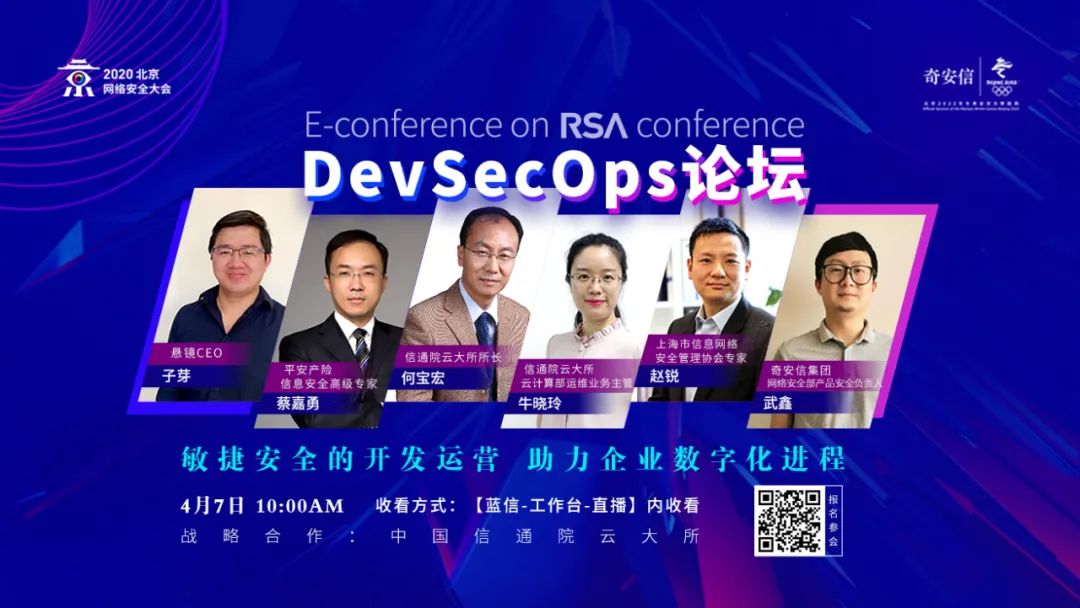 2020 北京
网络安全大会
奇安信
E-conference on RSA conference
DevSecOps论坛
悬镜CEO
子芽
平安产险
信息安全高级专家
蔡嘉勇
信通院云大所所长
何宝宏
信通院云大所
云计算部运维业务主管
牛晓玲
上海市信息网络
安全管理协会专家
赵锐
奇安信集团
网络安全部产品安全负责人
武鑫
敏捷安全的开发运营 助力企业数字化进程
4月7日 10:00AM 收看方式：【蓝信-工作台-直播】内收看
战略合作：中国信通院云大所
报名参会